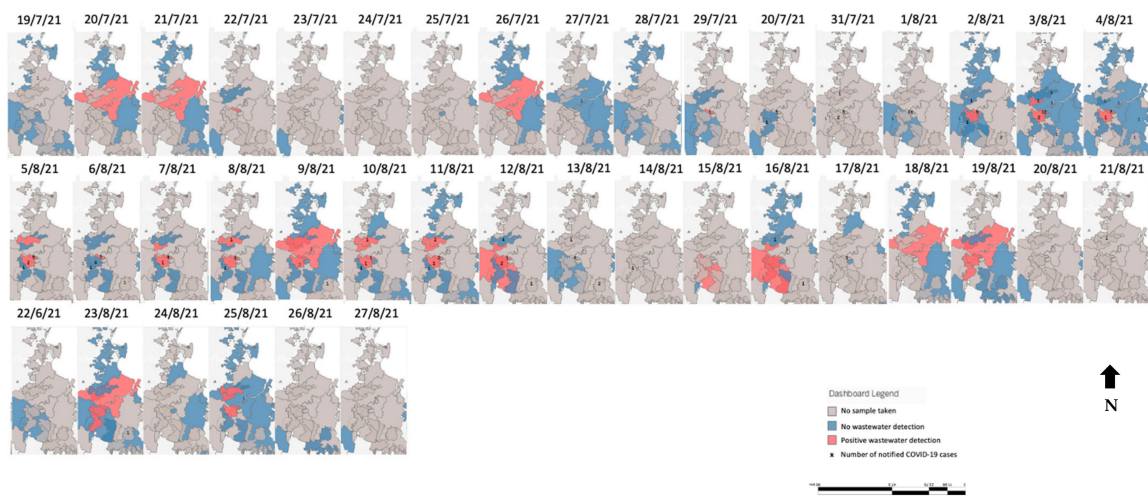 19/7/21 20/7/21 21/7/21 22/7/21 23/7/21 24/7/21 25/7/21 26/7/21 27/7/21 28/7/21 29/7/21 20/7/21 31/7/21 1/8/21 2/8/21 3/8/21 4/8/21
5/8/21 6/8/21 7/8/21 8/8/21 9/8/21 10/8/21 11/8/21 12/8/21 13/8/21 14/8/21 15/8/21 16/8/21 17/8/21 18/8/21 19/8/21 20/8/21 21/8/21
22/6/21 23/8/21 24/8/21 25/8/21 26/8/21 27/8/21
N
Dashboard Legend
No sample taken
No wastewater detection
Positive wastewater detection
x Number of notified COVID-19 cases